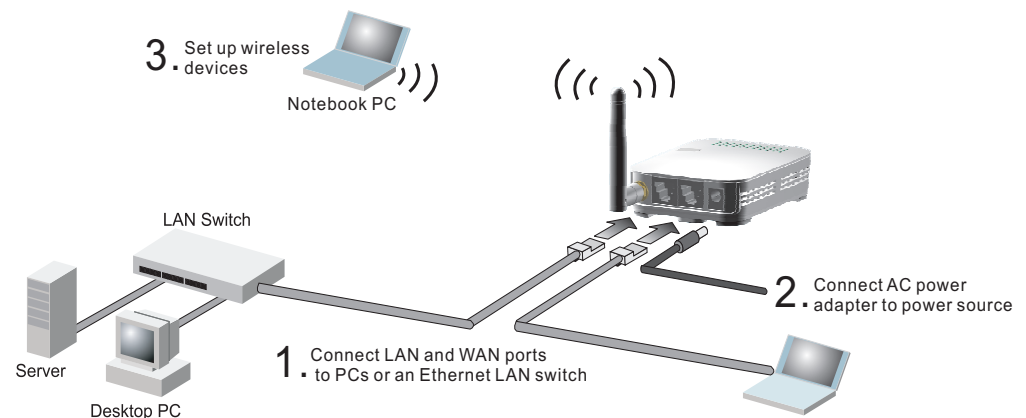 3. Set up wireless
devices
Notebook PC
LAN Switch
Server
Desktop PC
1. Connect LAN and WAN ports
to PCs or an Ethernet LAN switch
2. Connect AC power
adapter to power source